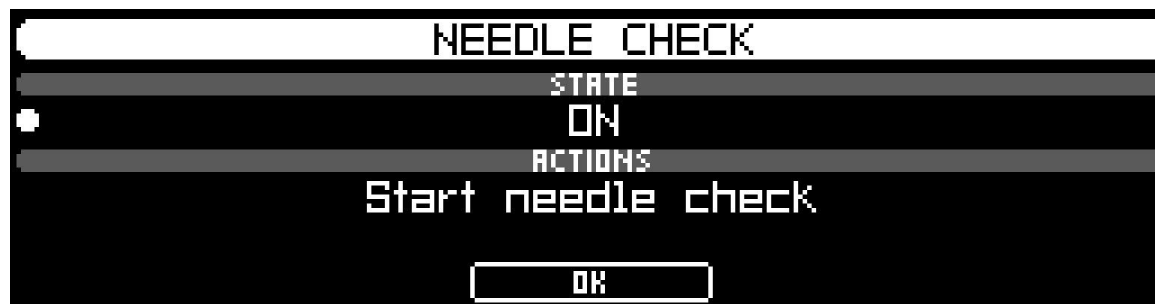 NEEDLE CHECK
STATE
ON
ACTIONS
Start needle check
OK